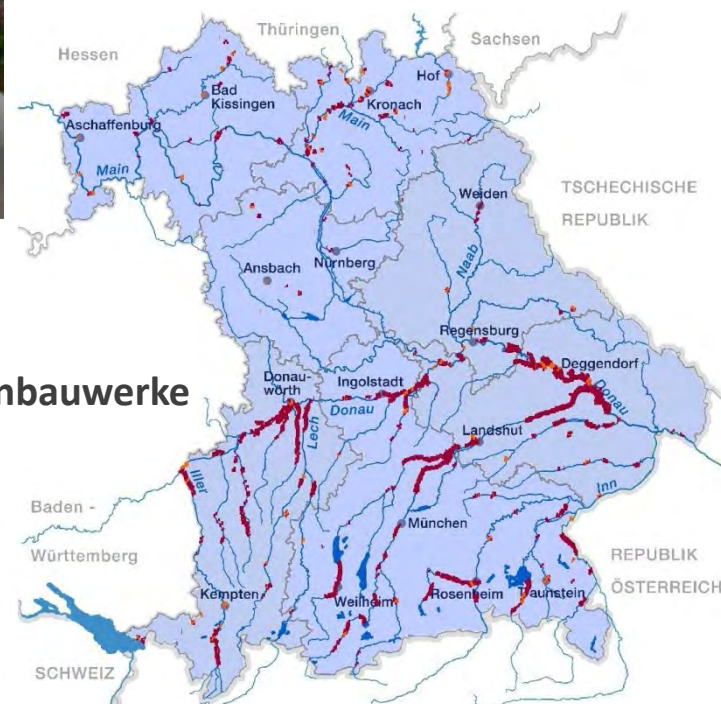 Thüringen
Hessen
Sachsen
Hof
Bad
Kissingen
Kronach
Aschaffenburg
Main
Main
Weiden
TSCHECHISCHE
REPUBLIK
Naab
Nürnberg
Ansbach
Regensburg
Deggendorf
nbauwerke
Donau-
wörth
Ingolstadt
Donau
Donau
Lech
Landshut
Iller
Inn
Baden -
Württemberg
München
REPUBLIK
ÖSTERREICH
Kempten
Weilheim
Rosenheim
Traunstein
SCHWEIZ